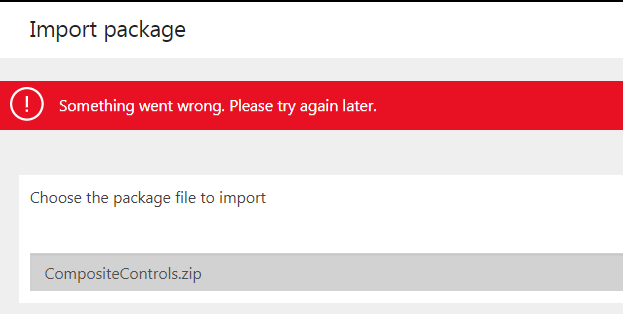 Import package
Something went wrong. Please try again later.
Choose the package file to import
CompositeControls.zip